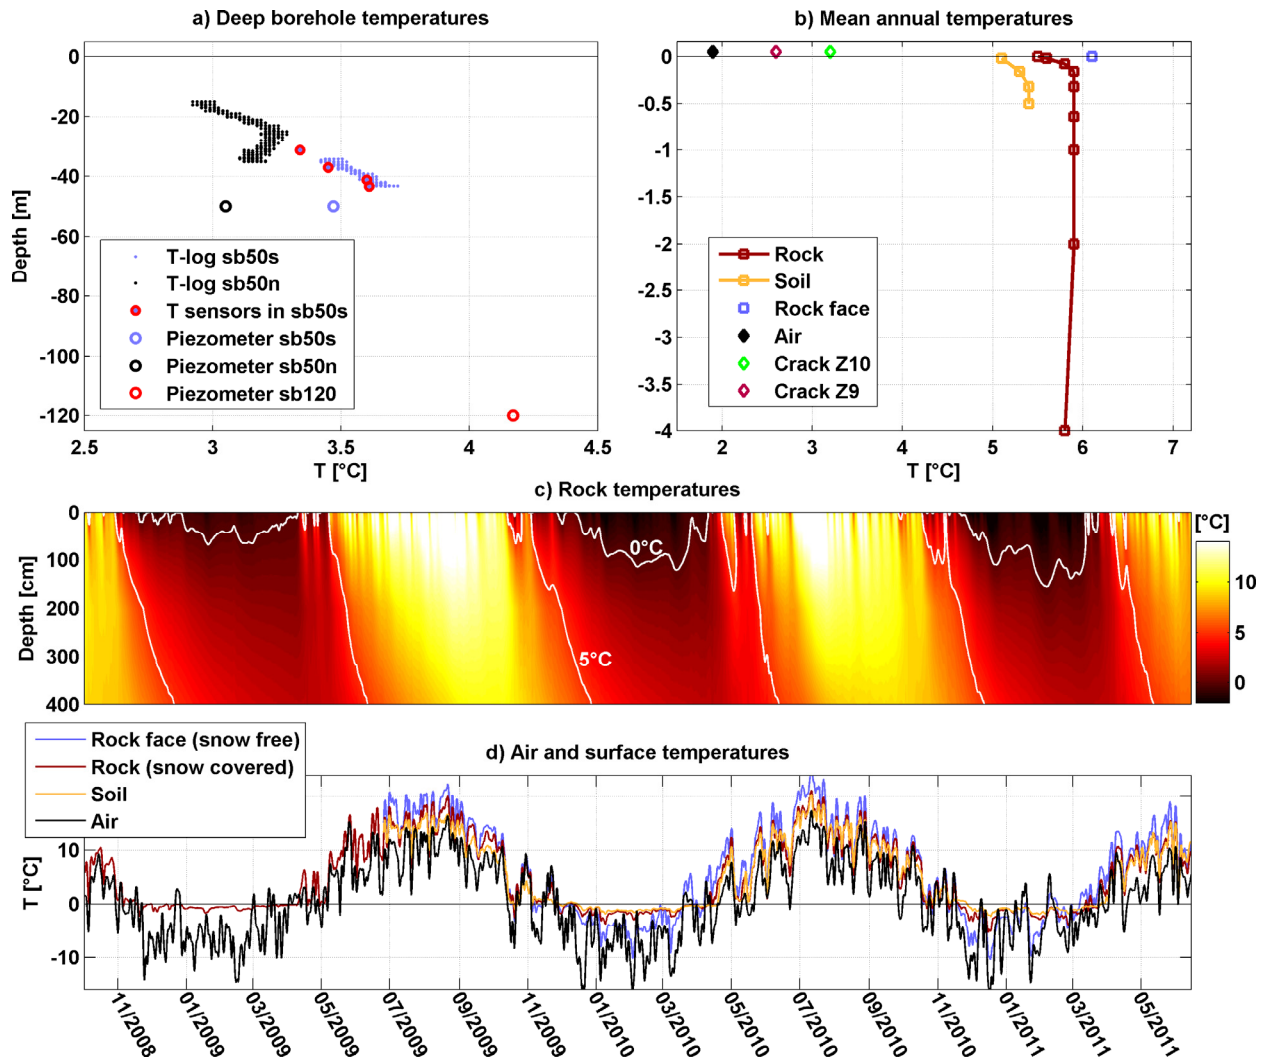 a) Deep borehole temperatures
0
-20
-40
-60
-80
-100
-120
Depth [m]
T-log sb50s
T-log sb50n
T sensors in sb50s
Piezometer sb50s
Piezometer sb50n
Piezometer sb120
2.5 3 3.5 4 4.5
T [°C]
b) Mean annual temperatures
0
-0.5
-1
-1.5
-2
-2.5
-3
-3.5
-4
Rock
Soil
Rock face
Air
Crack Z10
Crack Z9
2 3 4 5 6 7
T [°C]
c) Rock temperatures
0
100
200
300
400
Depth [cm]
0°C
5°C
[°C]
10
5
0
d) Air and surface temperatures
Rock face (snow free)
Rock (snow covered)
Soil
Air
10
0
-10
T [°C]
11/2008 01/2009 03/2009 05/2009 07/2009 09/2009 11/2009 01/2010 03/2010 05/2010 07/2010 09/2010 11/2010 01/2011 03/2011 05/2011